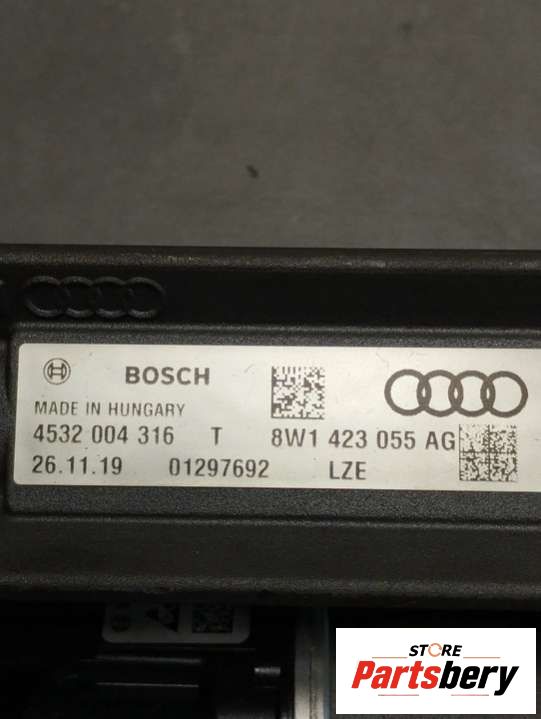 BOSCH
MADE IN HUNGARY
4532 004 316 T 8W1 423 055 AG
26.11.19 01297692 LZE
STORE
Partsbery